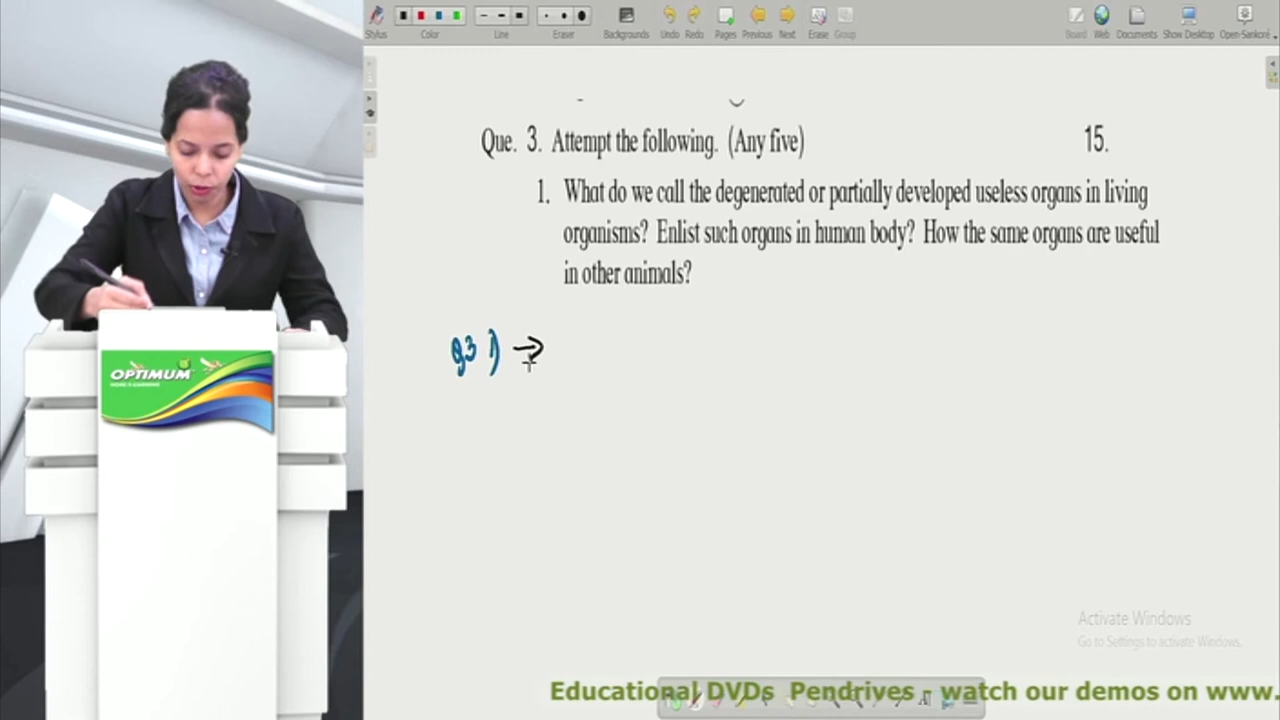 Stylus
Color
Line
Eraser
Backgrounds
Undo Redo
Pages
Previous
Next
Erase
Group
Board
Web
Documents
Show Desktop
Open-Sankoré
Que. 3. Attempt the following. (Any five) 15.
1. What do we call the degenerated or partially developed useless organs in living
organisms? Enlist such organs in human body? How the same organs are useful
in other animals?
Q3 1) →
OPTIMUM
Activate Windows
Go to Settings to activate Windows.
Educational DVDs Pendrives - watch our demos on www.